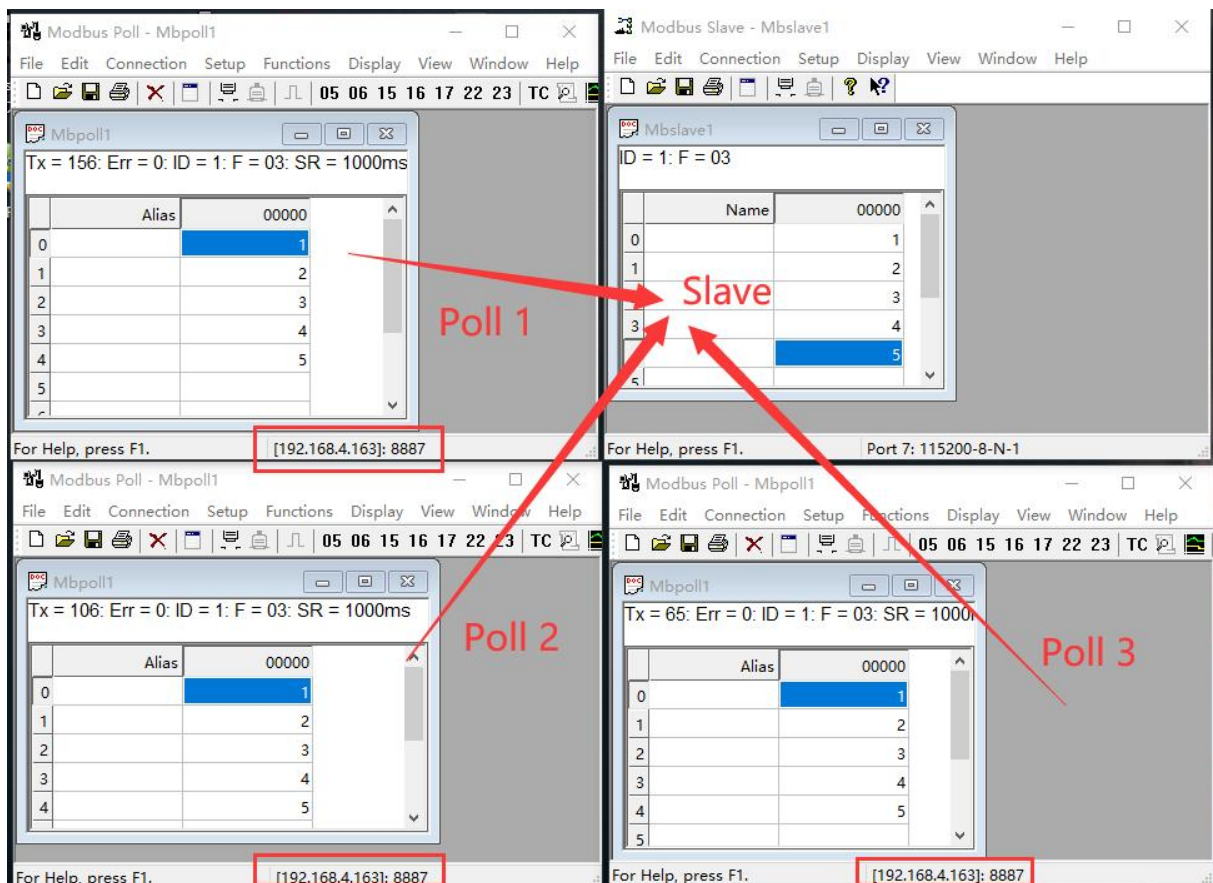 Modbus Poll - Mbpoll1
File Edit Connection Setup Functions Display View Window Help
05 06 15 16 17 22 23 TC
Mbpoll1
Tx = 156: Err = 0: ID = 1: F = 03: SR = 1000ms
Alias 00000
0 1
1 2
2 3
3 4
4 5
5
For Help, press F1. [192.168.4.163]: 8887
Poll 1
Modbus Slave - Mbslave1
File Edit Connection Setup Display View Window Help
Mbslave1
ID = 1: F = 03
Name 00000
0 1
1 2
3
3 4
5
5
Slave
For Help, press F1. Port 7: 115200-8-N-1
Modbus Poll - Mbpoll1
File Edit Connection Setup Functions Display View Window Help
05 06 15 16 17 22 23 TC
Mbpoll1
Tx = 106: Err = 0: ID = 1: F = 03: SR = 1000ms
Alias 00000
0 1
1 2
2 3
3 4
4 5
For Help, press F1. [192.168.4.163]: 8887
Poll 2
Modbus Poll - Mbpoll1
File Edit Connection Setup Functions Display View Window Help
05 06 15 16 17 22 23 TC
Mbpoll1
Tx = 65: Err = 0: ID = 1: F = 03: SR = 1000
Alias 00000
0 1
1 2
2 3
3 4
4 5
5
For Help, press F1. [192.168.4.163]: 8887
Poll 3